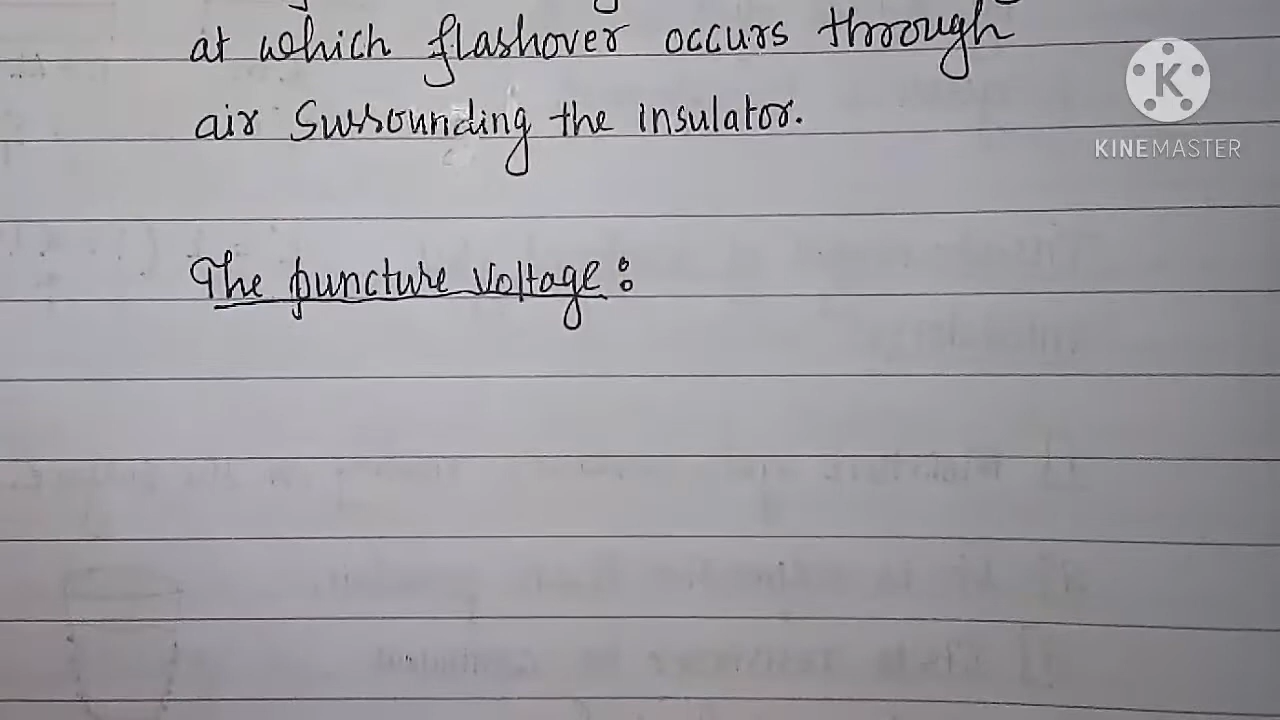 at which flashover occurs through
air surrounding the insulator.
The puncture voltage:
K
KINEMASTER